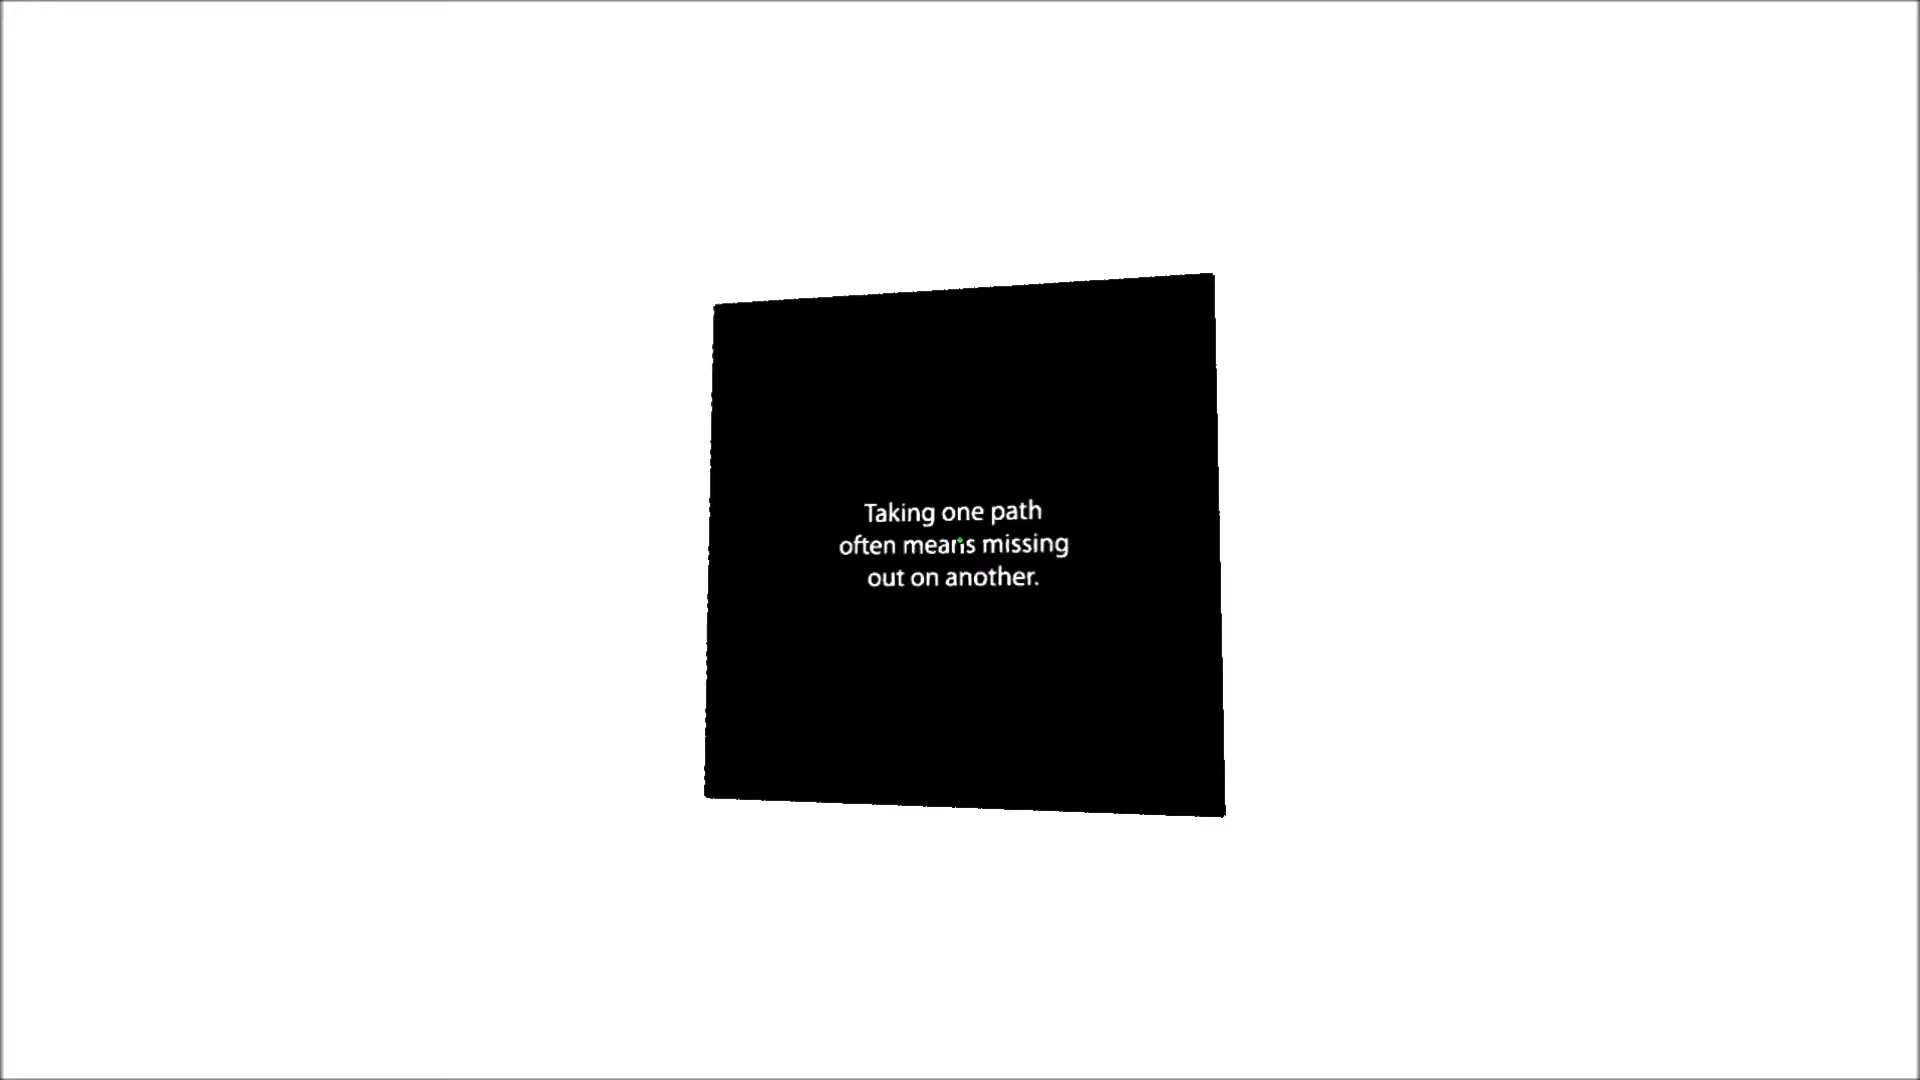 Taking one path
often means missing
out on another.